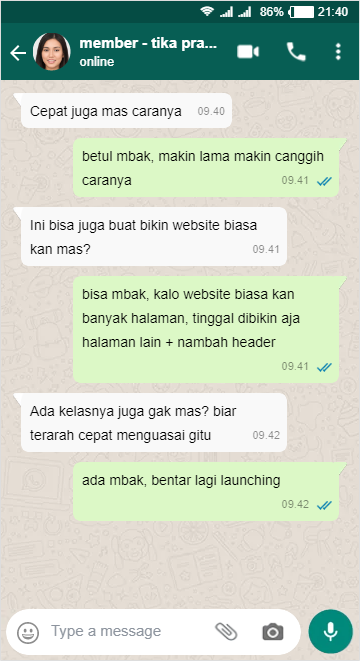 86% 21:40
member - tika pra...
online
Cepat juga mas caranya 09.40
betul mbak, makin lama makin canggih
caranya 09.41
Ini bisa juga buat bikin website biasa
kan mas? 09.41
bisa mbak, kalo website biasa kan
banyak halaman, tinggal dibikin aja
halaman lain + nambah header
09.41
Ada kelasnya juga gak mas? biar
terarah cepat menguasai gitu 09.42
ada mbak, bentar lagi launching
09.42
Type a message